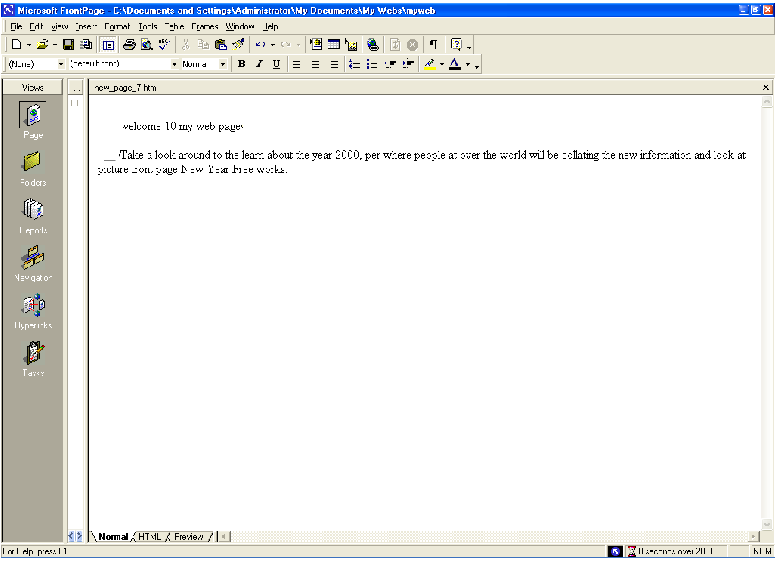 Microsoft FrontPage - C:\Documents and Settings\Administrator\My Documents\My Webs\myweb
File Edit View Insert Format Tools Table Frames Window Help
(None) (default font) Normal B I U
Views
new_page_7.htm
Page
Folders
Reports
Navigation
Hyperlinks
Tasks
welcome 10 my web page
Take a look around to the learn about the year 2000, per where people at over the world will be collating the new information and look at
picture front page New Year Free works.
Normal HTML Preview
For Help, press F1
0 seconds over
NUM